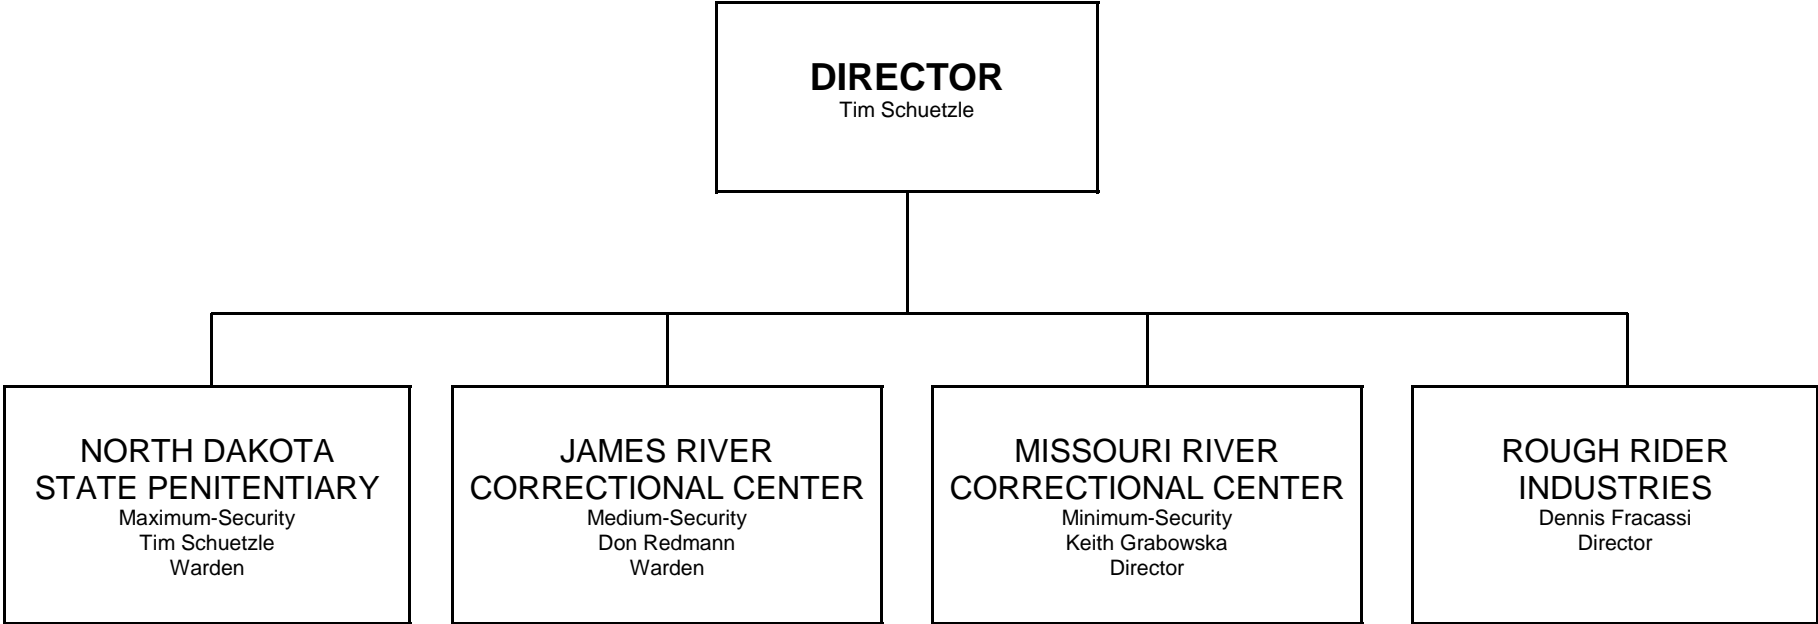 DIRECTOR
Tim Schuetzle
NORTH DAKOTA
STATE PENITENTIARY
Maximum-Security
Tim Schuetzle
Warden
JAMES RIVER
CORRECTIONAL CENTER
Medium-Security
Don Redmann
Warden
MISSOURI RIVER
CORRECTIONAL CENTER
Minimum-Security
Keith Grabowska
Director
ROUGH RIDER
INDUSTRIES
Dennis Fracassi
Director